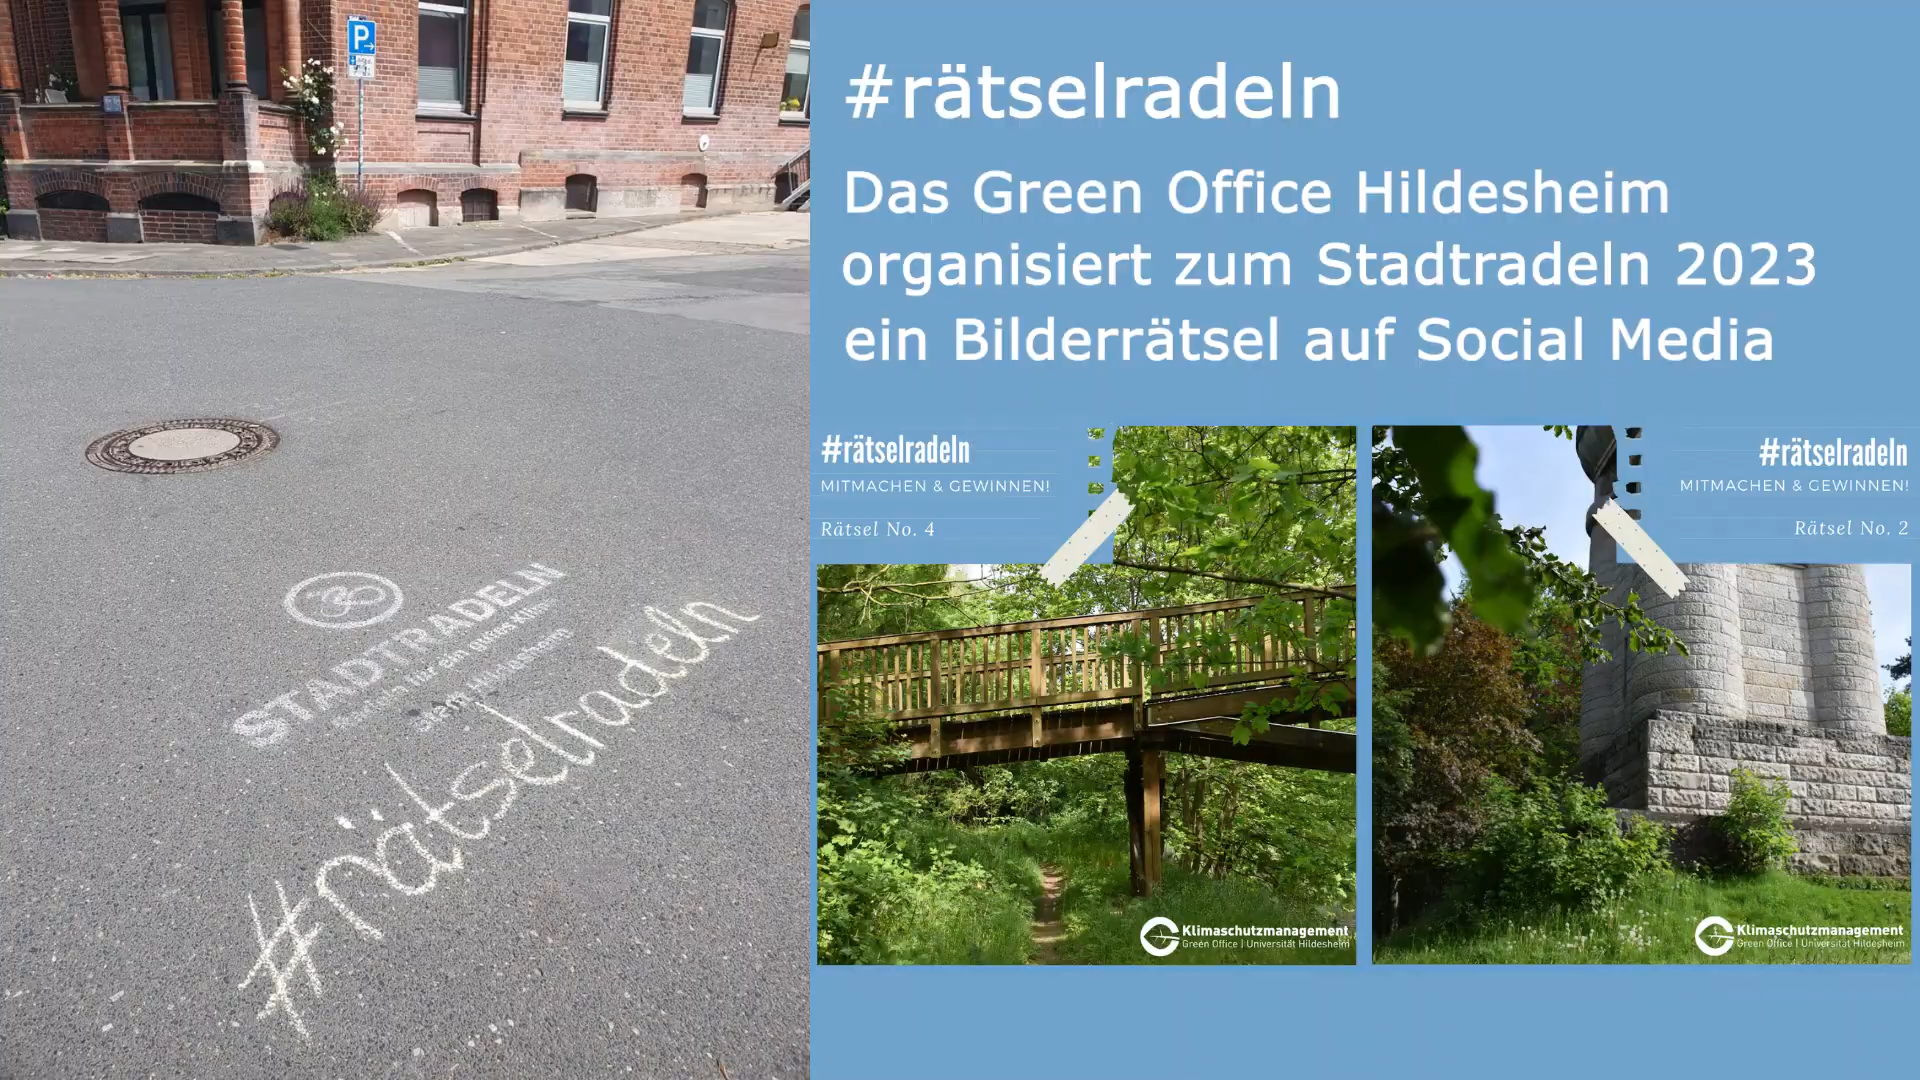 P
STADTRADELN
Radeln für ein gutes Klima
#rätselradeln
#rätselradeln
Das Green Office Hildesheim
organisiert zum Stadtradeln 2023
ein Bilderrätsel auf Social Media
#rätselradeln
MITMACHEN & GEWINNEN!
Rätsel No. 4
Klimaschutzmanagement
Green Office | Universität Hildesheim
#rätselradeln
MITMACHEN & GEWINNEN!
Rätsel No. 2
Klimaschutzmanagement
Green Office | Universität Hildesheim